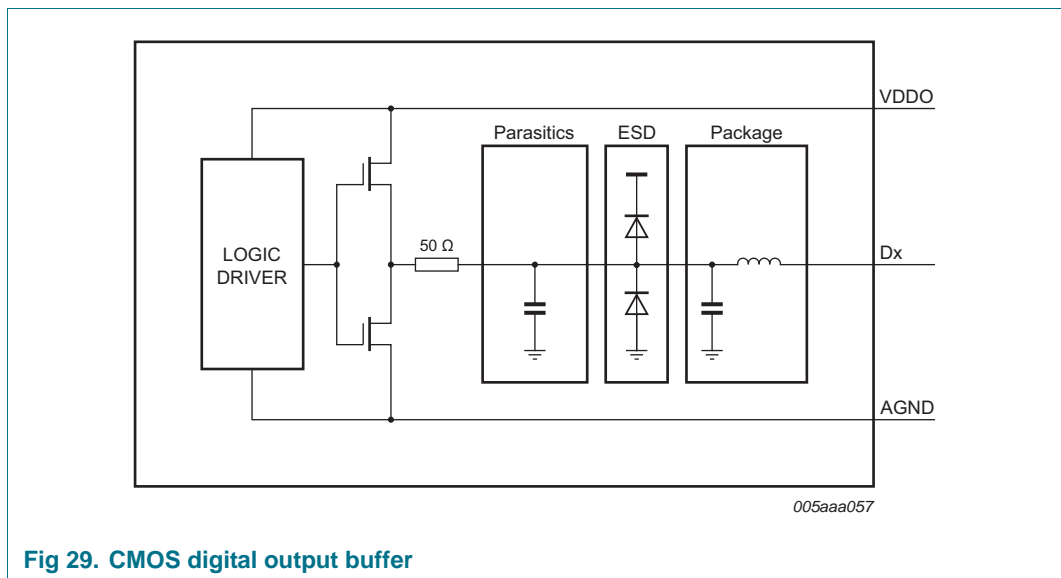 VDDO
Parasitics
ESD
Package
LOGIC
DRIVER
50 Ω
Dx
AGND
005aaa057
Fig 29. CMOS digital output buffer